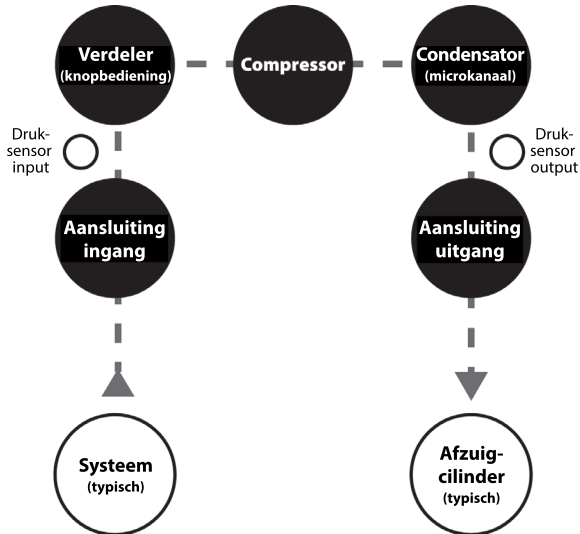 Verdeler
(knopbediening)
Compressor
Condensator
(microkanaal)
Druk-
sensor
input
Druk-
sensor
output
Aansluiting
ingang
Aansluiting
uitgang
Systeem
(typisch)
Afzuig-
cilinder
(typisch)